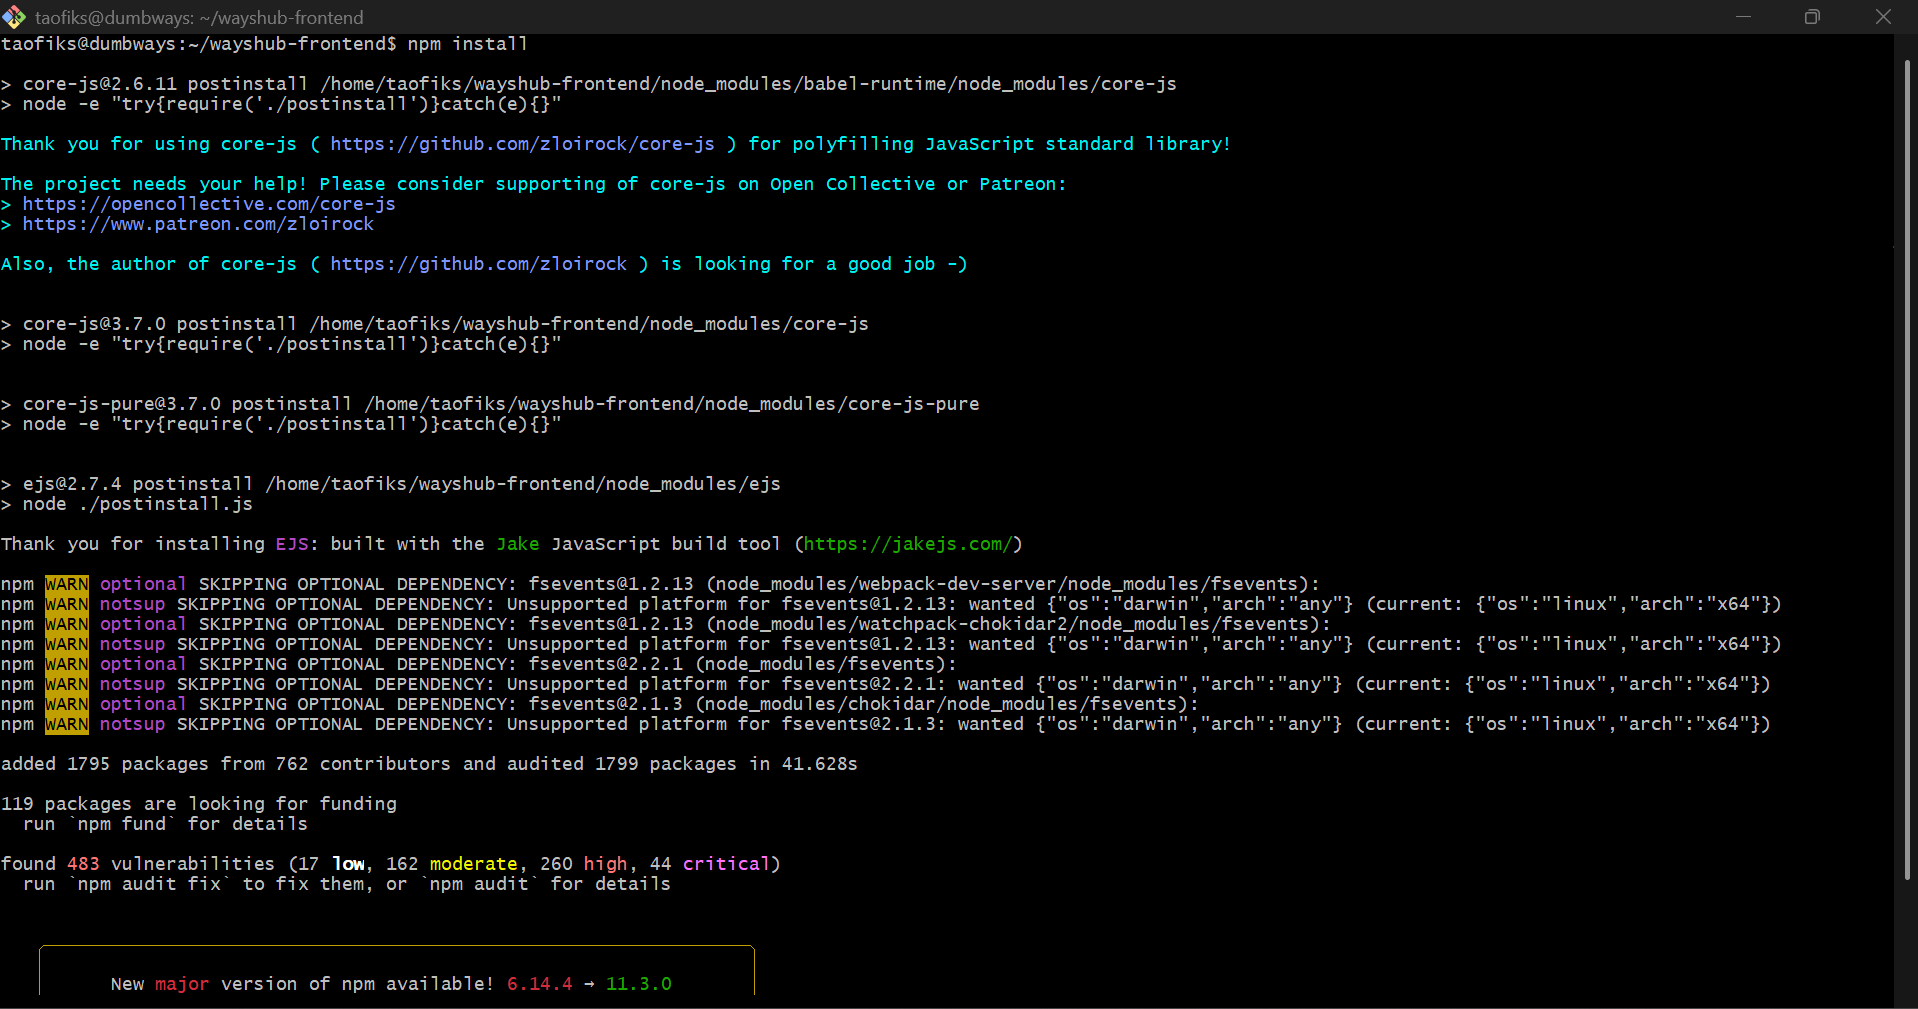 taofiks@dumbways: ~/wayshub-frontend
taofiks@dumbways:~/wayshub-frontend$ npm install
> core-js@2.6.11 postinstall /home/taofiks/wayshub-frontend/node_modules/babel-runtime/node_modules/core-js
> node -e "try{require('./postinstall')}catch(e){}"
Thank you for using core-js ( https://github.com/zloirock/core-js ) for polyfilling JavaScript standard library!
The project needs your help! Please consider supporting of core-js on Open Collective or Patreon:
> https://opencollective.com/core-js
> https://www.patreon.com/zloirock
Also, the author of core-js ( https://github.com/zloirock ) is looking for a good job -)
> core-js@3.7.0 postinstall /home/taofiks/wayshub-frontend/node_modules/core-js
> node -e "try{require('./postinstall')}catch(e){}"
> core-js-pure@3.7.0 postinstall /home/taofiks/wayshub-frontend/node_modules/core-js-pure
> node -e "try{require('./postinstall')}catch(e){}"
> ejs@2.7.4 postinstall /home/taofiks/wayshub-frontend/node_modules/ejs
> node ./postinstall.js
Thank you for installing EJS: built with the Jake JavaScript build tool (https://jakejs.com/)
npm WARN optional SKIPPING OPTIONAL DEPENDENCY: fsevents@1.2.13 (node_modules/webpack-dev-server/node_modules/fsevents):
npm WARN notsup SKIPPING OPTIONAL DEPENDENCY: Unsupported platform for fsevents@1.2.13: wanted {"os":"darwin","arch":"any"} (current: {"os":"linux","arch":"x64"})
npm WARN optional SKIPPING OPTIONAL DEPENDENCY: fsevents@1.2.13 (node_modules/watchpack-chokidar2/node_modules/fsevents):
npm WARN notsup SKIPPING OPTIONAL DEPENDENCY: Unsupported platform for fsevents@1.2.13: wanted {"os":"darwin","arch":"any"} (current: {"os":"linux","arch":"x64"})
npm WARN optional SKIPPING OPTIONAL DEPENDENCY: fsevents@2.2.1 (node_modules/fsevents):
npm WARN notsup SKIPPING OPTIONAL DEPENDENCY: Unsupported platform for fsevents@2.2.1: wanted {"os":"darwin","arch":"any"} (current: {"os":"linux","arch":"x64"})
npm WARN optional SKIPPING OPTIONAL DEPENDENCY: fsevents@2.1.3 (node_modules/chokidar/node_modules/fsevents):
npm WARN notsup SKIPPING OPTIONAL DEPENDENCY: Unsupported platform for fsevents@2.1.3: wanted {"os":"darwin","arch":"any"} (current: {"os":"linux","arch":"x64"})
added 1795 packages from 762 contributors and audited 1799 packages in 41.628s
119 packages are looking for funding
run `npm fund` for details
found 483 vulnerabilities (17 low, 162 moderate, 260 high, 44 critical)
run `npm audit fix` to fix them, or `npm audit` for details
New major version of npm available! 6.14.4 → 11.3.0